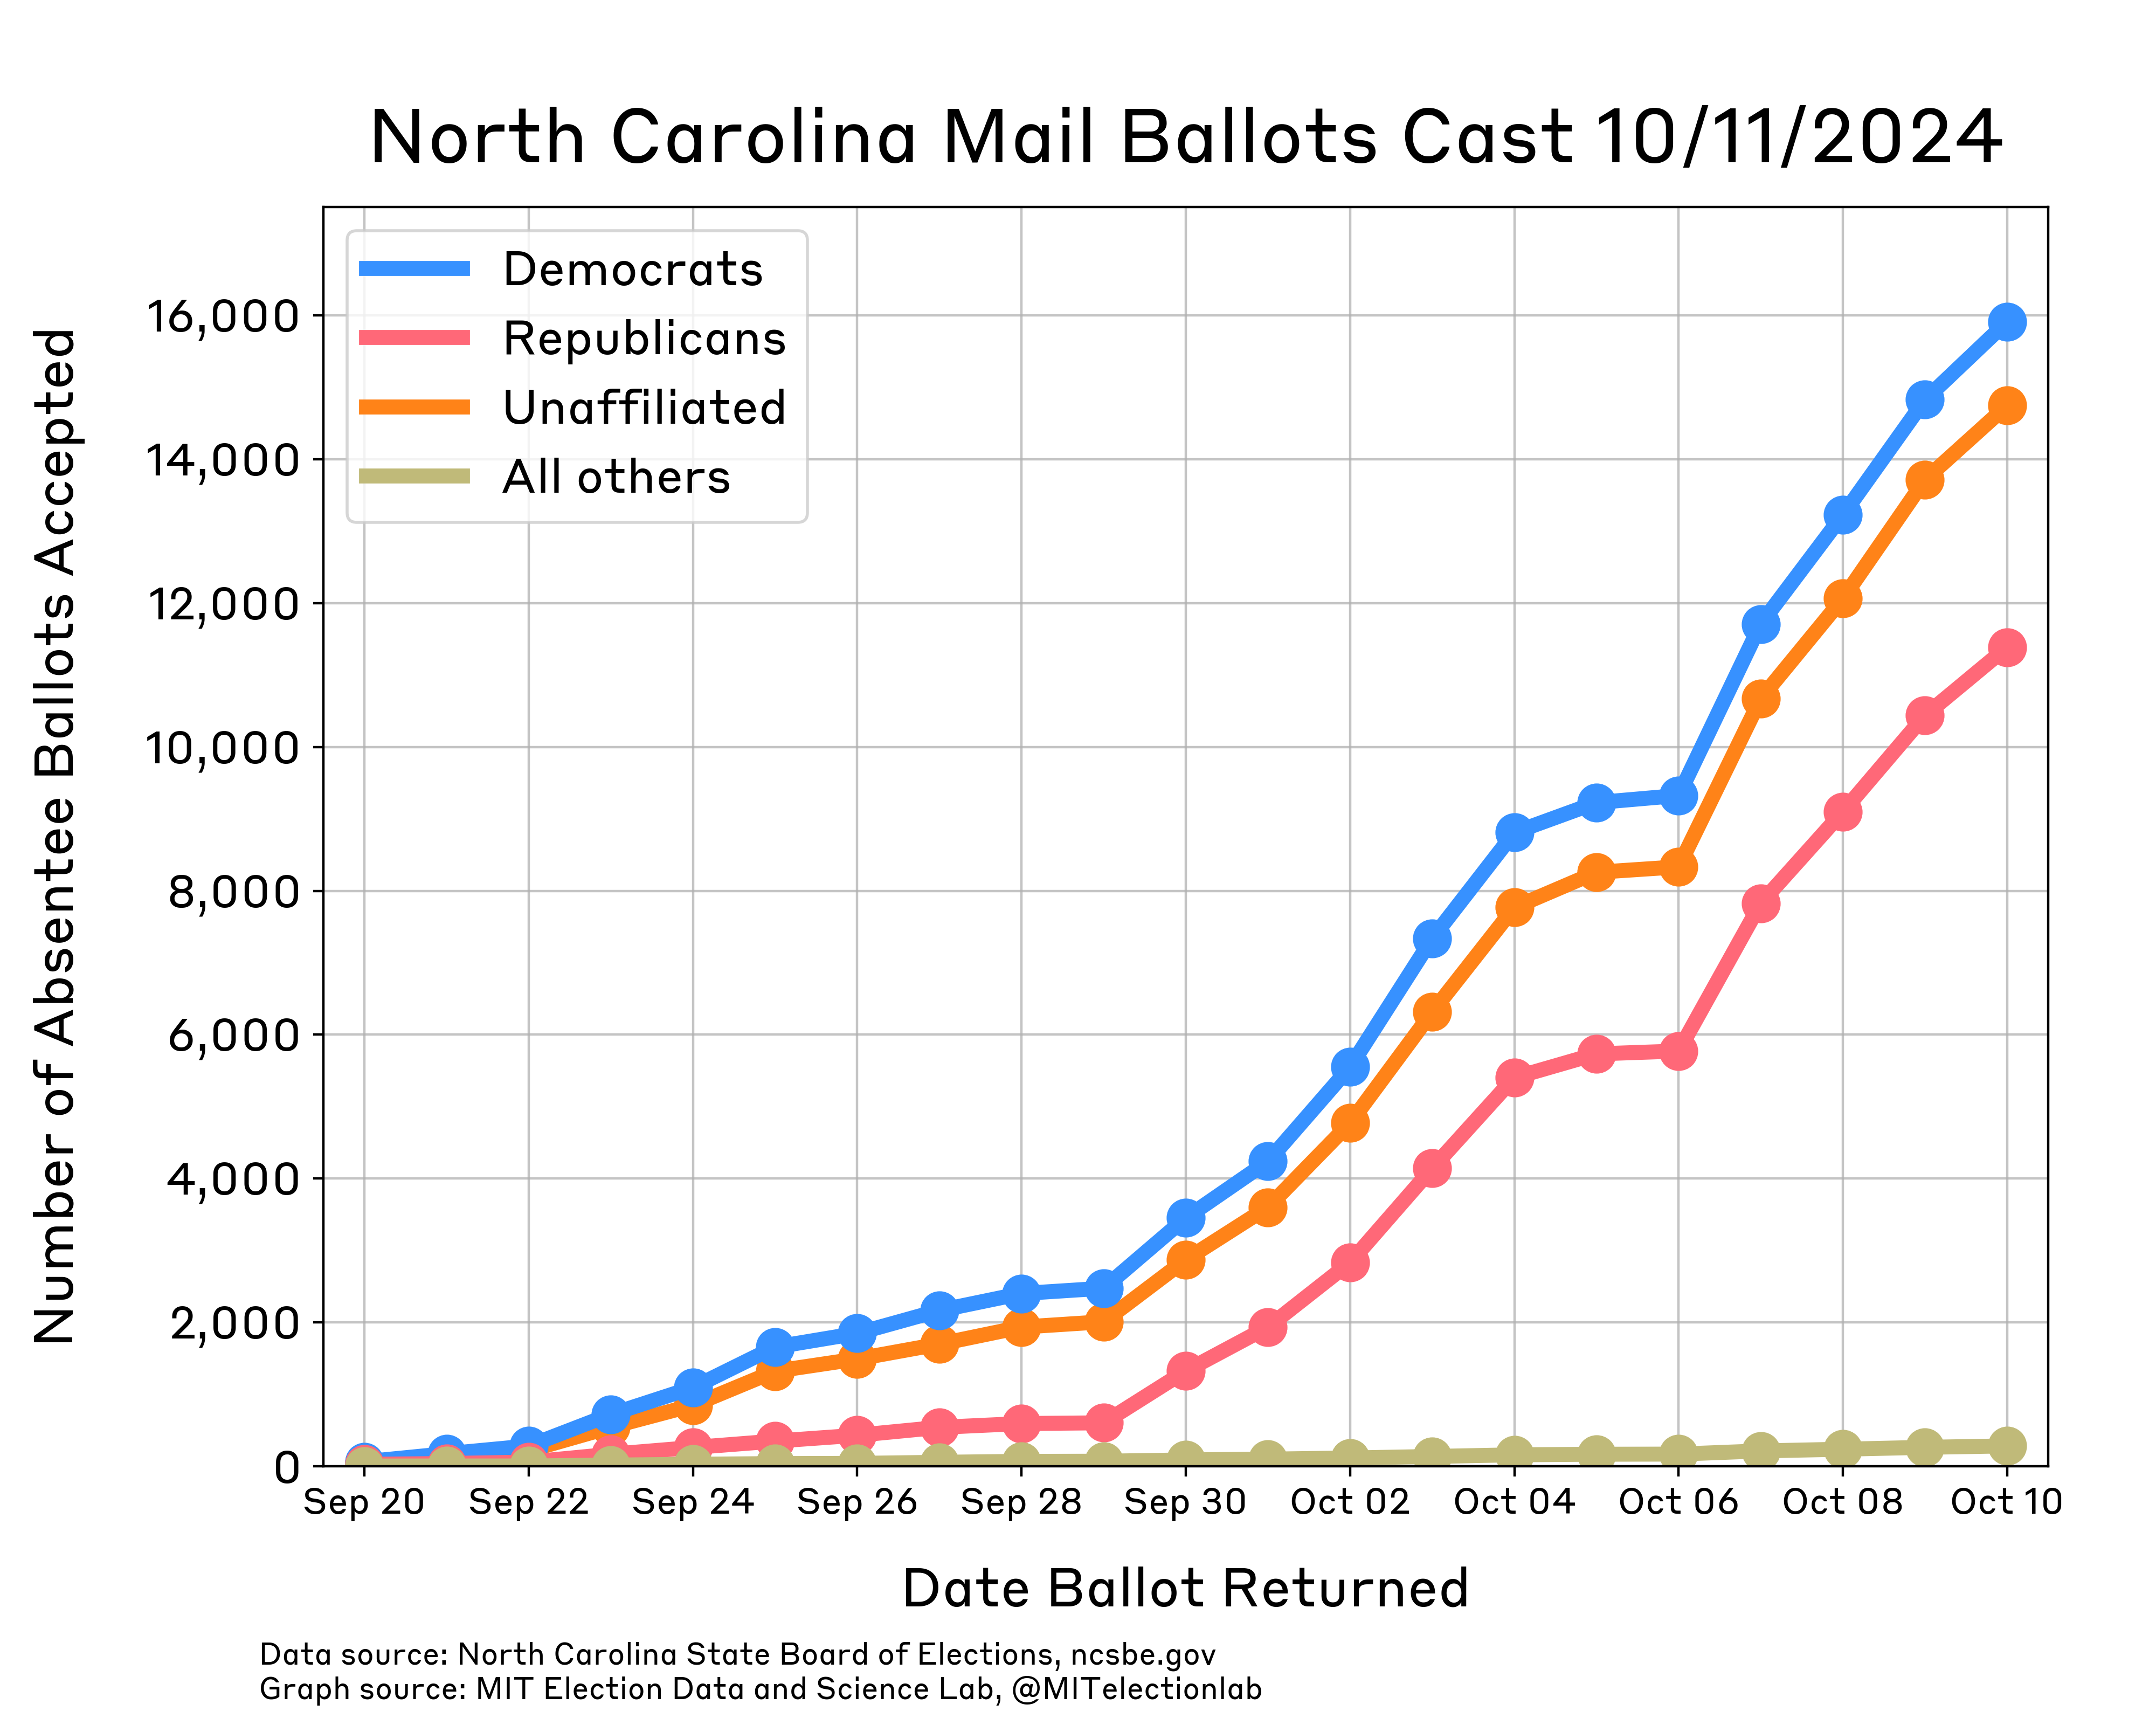 North Carolina Mail Ballots Cast 10/11/2024
Democrats
Republicans
Unaffiliated
All others
Number of Absentee Ballots Accepted
16,000
14,000
12,000
10,000
8,000
6,000
4,000
2,000
0
Sep 20 Sep 22 Sep 24 Sep 26 Sep 28 Sep 30 Oct 02 Oct 04 Oct 06 Oct 08 Oct 10
Date Ballot Returned
Data source: North Carolina State Board of Elections, ncsbe.gov
Graph source: MIT Election Data and Science Lab, @MITelectionlab